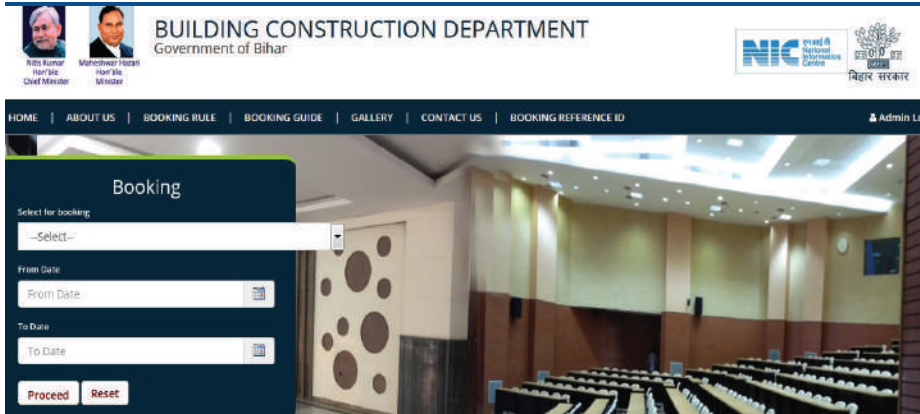 BUILDING CONSTRUCTION DEPARTMENT
Government of Bihar
Nitis Kumar
Hon'ble
Chief Minister
Maheshwar Hazari
Hon'ble
Minister
NIC
एनआईसी
National
Informatics
Centre
बिहार सरकार
HOME | ABOUT US | BOOKING RULE | BOOKING GUIDE | GALLERY | CONTACT US | BOOKING REFERENCE ID
Admin Lo
Booking
Select for booking
--Select--
From Date
From Date
To Date
To Date
Proceed Reset